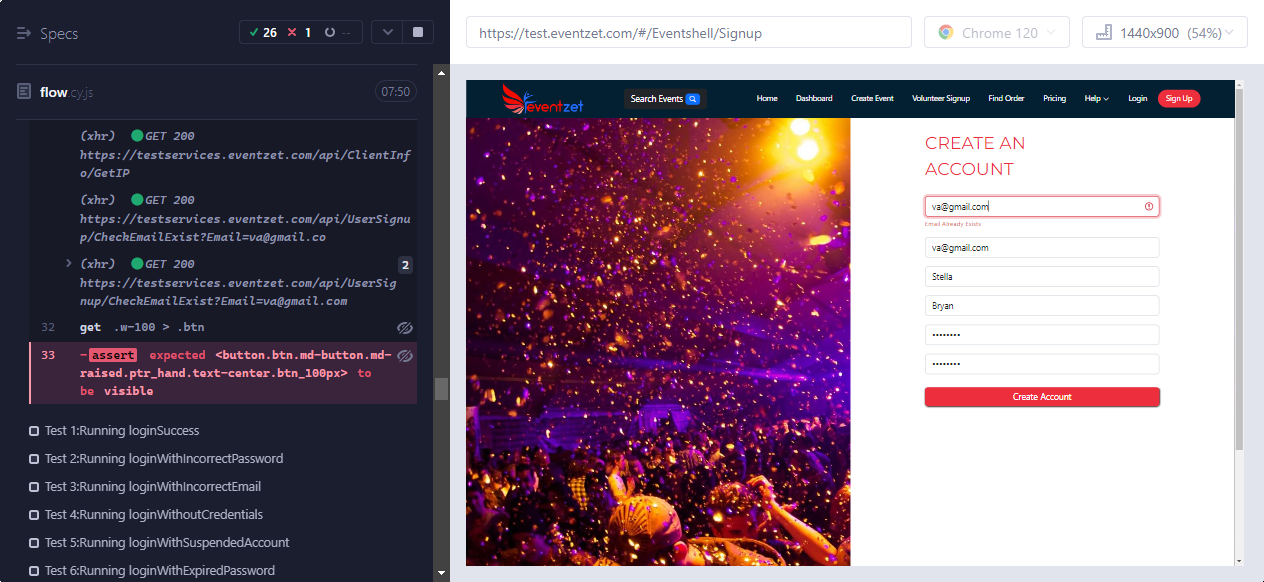 Specs
26 1 --
flow cy.js
07:50
(xhr) GET 200
https://testservices.eventzet.com/api/ClientInf
o/GetIP
(xhr) GET 200
https://testservices.eventzet.com/api/UserSignu
p/CheckEmailExist?Email=va@gmail.co
(xhr) GET 200 2
https://testservices.eventzet.com/api/UserSig
nup/CheckEmailExist?Email=va@gmail.com
32 get .w-100 > .btn
33 -assert expected <button.btn.md-button.md-
raised.ptr_hand.text-center.btn_100px> to
be visible
Test 1:Running loginSuccess
Test 2:Running loginWithIncorrectPassword
Test 3:Running loginWithIncorrectEmail
Test 4:Running loginWithoutCredentials
Test 5:Running loginWithSuspendedAccount
Test 6:Running loginWithExpiredPassword
https://test.eventzet.com/#/Eventshell/Signup
Chrome 120
1440x900 (54%)
eventzet
Search Events
Home Dashboard Create Event Volunteer Signup Find Order Pricing Help Login Sign Up
CREATE AN
ACCOUNT
va@gmail.com
Email Already Exists
va@gmail.com
Stella
Bryan
••••••••
••••••••
Create Account